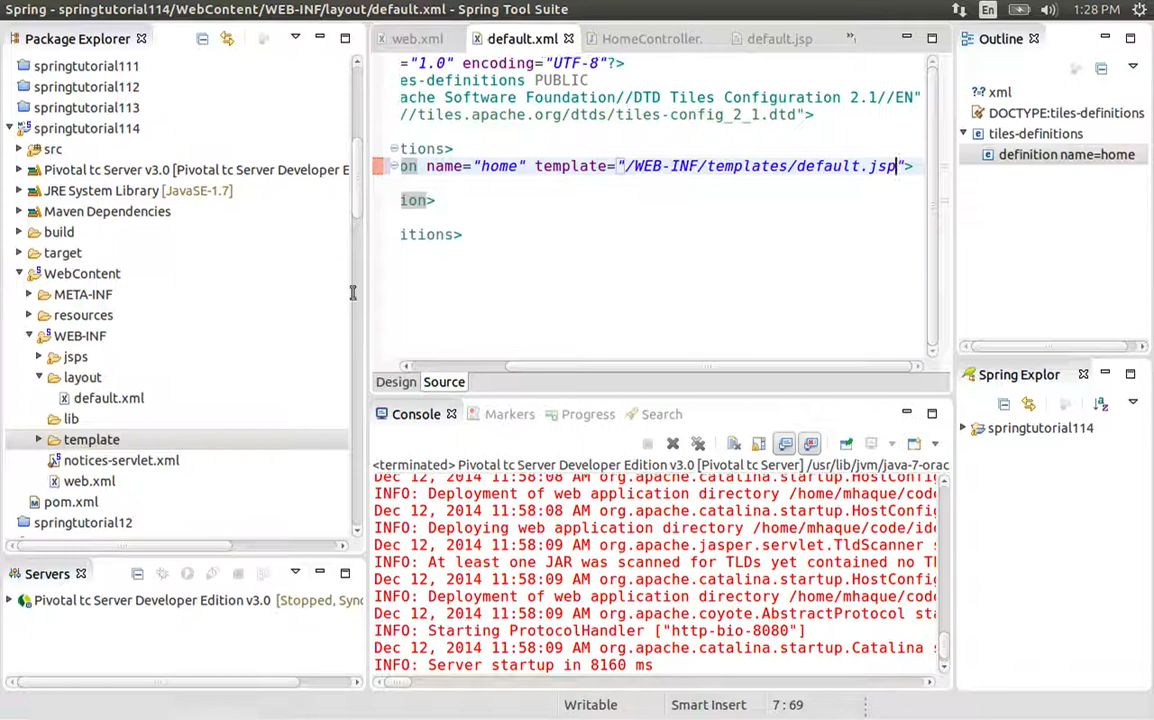 Spring - springtutorial114/WebContent/WEB-INF/layout/default.xml - Spring Tool Suite
En
1:28 PM
Package Explorer
springtutorial111
springtutorial112
springtutorial113
springtutorial114
src
Pivotal tc Server v3.0 [Pivotal tc Server Developer E
JRE System Library [JavaSE-1.7]
Maven Dependencies
build
target
WebContent
META-INF
resources
WEB-INF
jsps
layout
default.xml
lib
template
notices-servlet.xml
web.xml
pom.xml
springtutorial12
Servers
Pivotal tc Server Developer Edition v3.0 [Stopped, Sync
web.xml
default.xml
HomeController.
default.jsp
="1.0" encoding="UTF-8"?>
es-definitions PUBLIC
ache Software Foundation//DTD Tiles Configuration 2.1//EN"
//tiles.apache.org/dtds/tiles-config_2_1.dtd">
tions>
on name="home" template="/WEB-INF/templates/default.jsp">
ion>
itions>
Design
Source
Console
Markers
Progress
Search
<terminated> Pivotal tc Server Developer Edition v3.0 [Pivotal tc Server] /usr/lib/jvm/java-7-orac
Dec 12, 2014 11:58:08 AM org.apache.catalina.startup.HostConfig
INFO: Deployment of web application directory /home/mhaque/code
Dec 12, 2014 11:58:08 AM org.apache.catalina.startup.HostConfig
INFO: Deploying web application directory /home/mhaque/code/ide
Dec 12, 2014 11:58:09 AM org.apache.jasper.servlet.TldScanner s
INFO: At least one JAR was scanned for TLDs yet contained no T
Dec 12, 2014 11:58:09 AM org.apache.catalina.startup.HostConfig
INFO: Deployment of web application directory /home/mhaque/code
Dec 12, 2014 11:58:09 AM org.apache.coyote.AbstractProtocol sta
INFO: Starting ProtocolHandler ["http-bio-8080"]
Dec 12, 2014 11:58:09 AM org.apache.catalina.startup.Catalina s
INFO: Server startup in 8160 ms
Outline
xml
DOCTYPE:tiles-definitions
tiles-definitions
definition name=home
Spring Explor
springtutorial114
Writable
Smart Insert
7 : 69